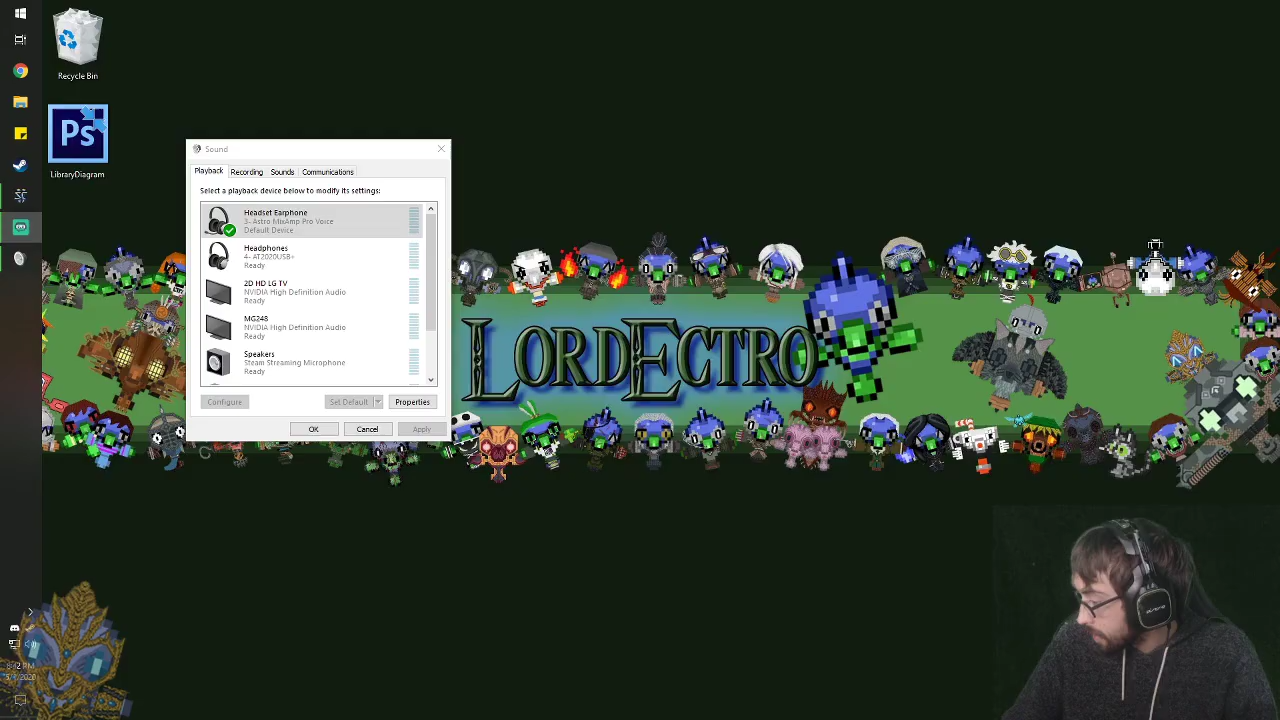 Recycle Bin
Ps
LibraryDiagram
Sound
Playback
Recording
Sounds
Communications
Select a playback device below to modify its settings:
Headset Earphone
3- Astro MixAmp Pro Voice
Default Device
Headphones
4- AT2020USB+
Ready
2D HD LG TV
NVIDIA High Definition Audio
Ready
MG248
NVIDIA High Definition Audio
Ready
Speakers
Steam Streaming Microphone
Ready
Configure
Set Default
Properties
OK
Cancel
Apply
LORDECTRO